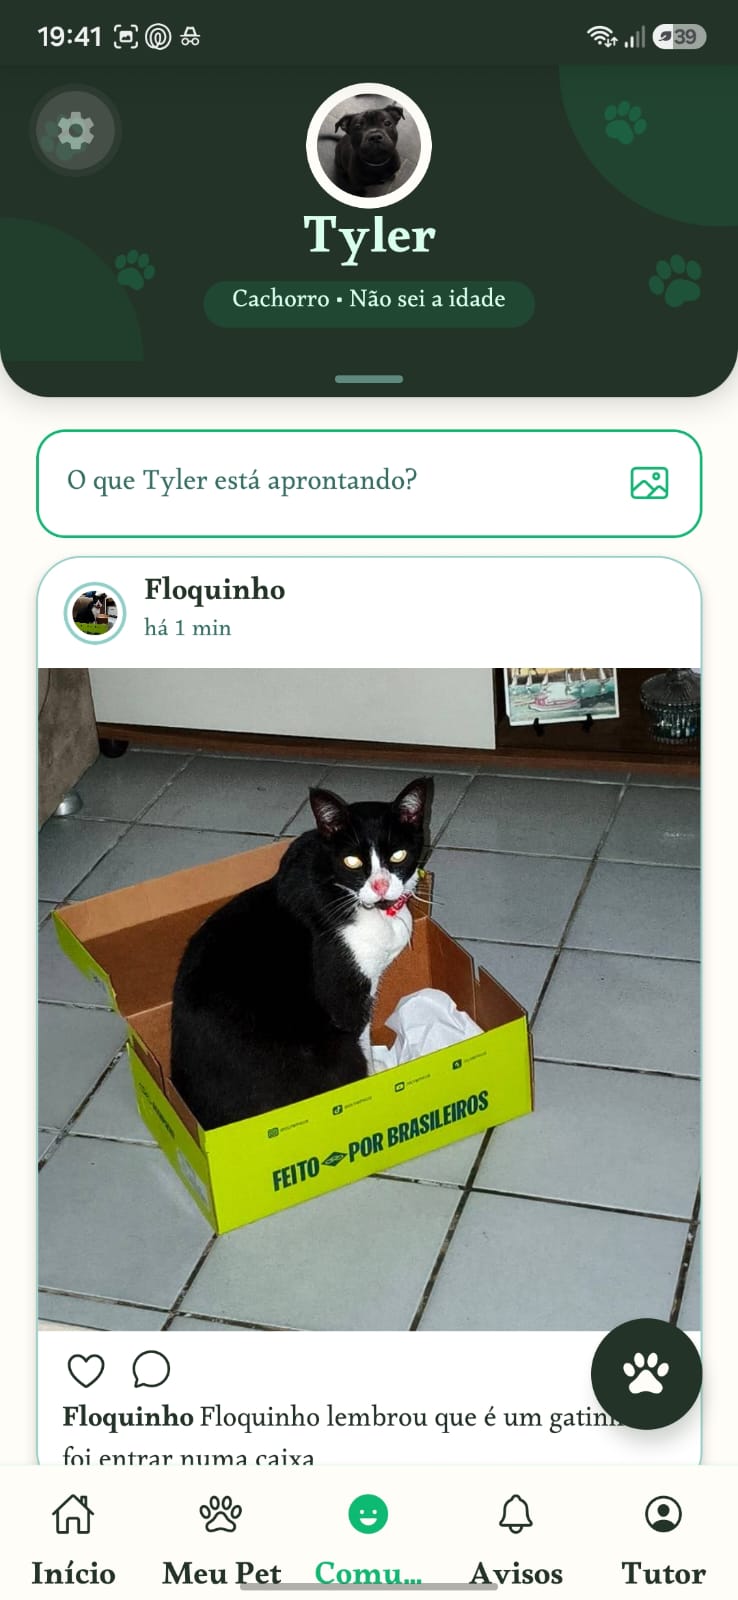 19:41
39
Tyler
Cachorro • Não sei a idade
O que Tyler está aprontando?
Floquinho
há 1 min
FEITO POR BRASILEIROS
Floquinho Floquinho lembrou que é um gatin
foi entrar numa caixa
Início
Meu Pet
Comu...
Avisos
Tutor